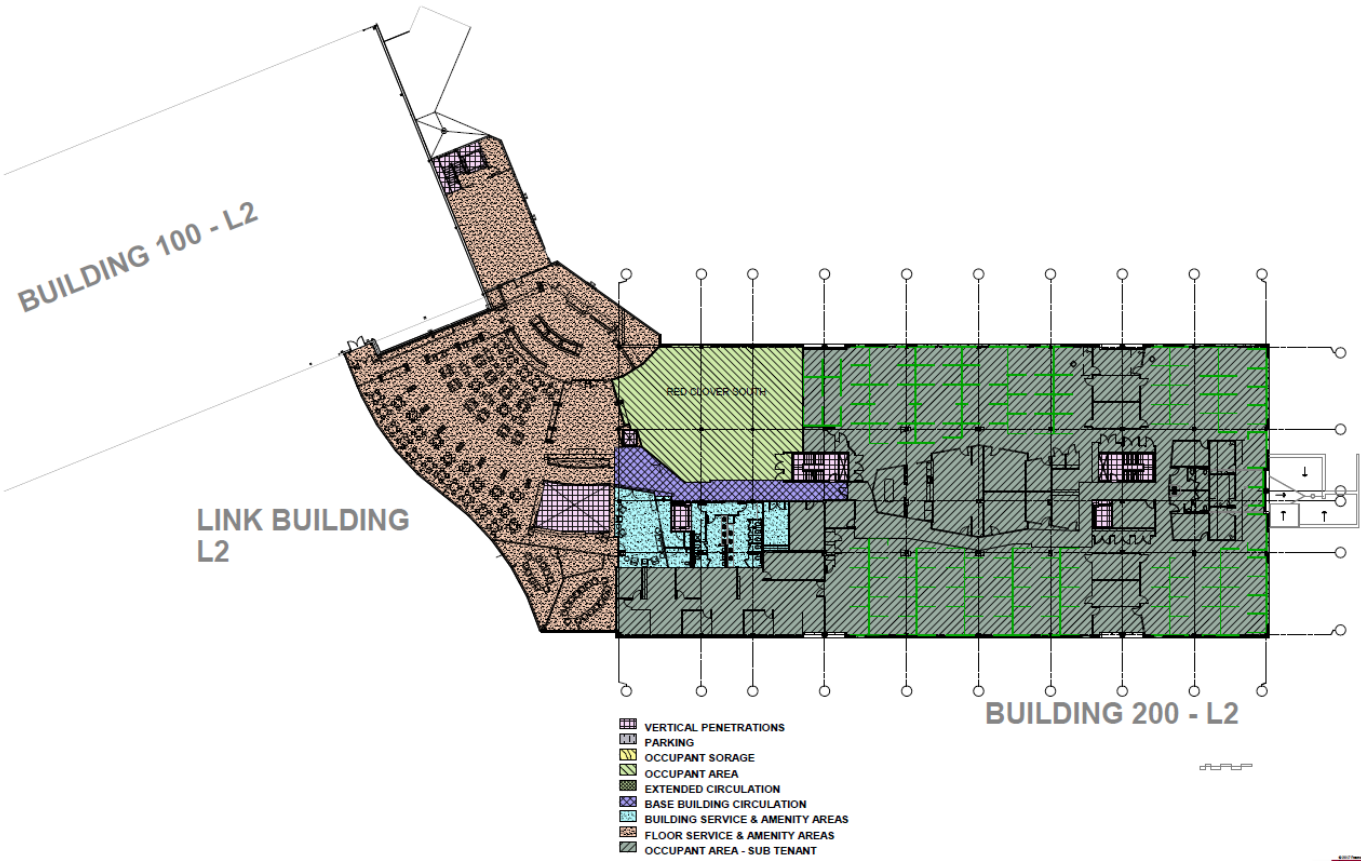 BUILDING 100 - L2
RED CLOVER SOUTH
LINK BUILDING
L2
BUILDING 200 - L2
VERTICAL PENETRATIONS
PARKING
OCCUPANT SORAGE
OCCUPANT AREA
EXTENDED CIRCULATION
BASE BUILDING CIRCULATION
BUILDING SERVICE & AMENITY AREAS
FLOOR SERVICE & AMENITY AREAS
OCCUPANT AREA - SUB TENANT